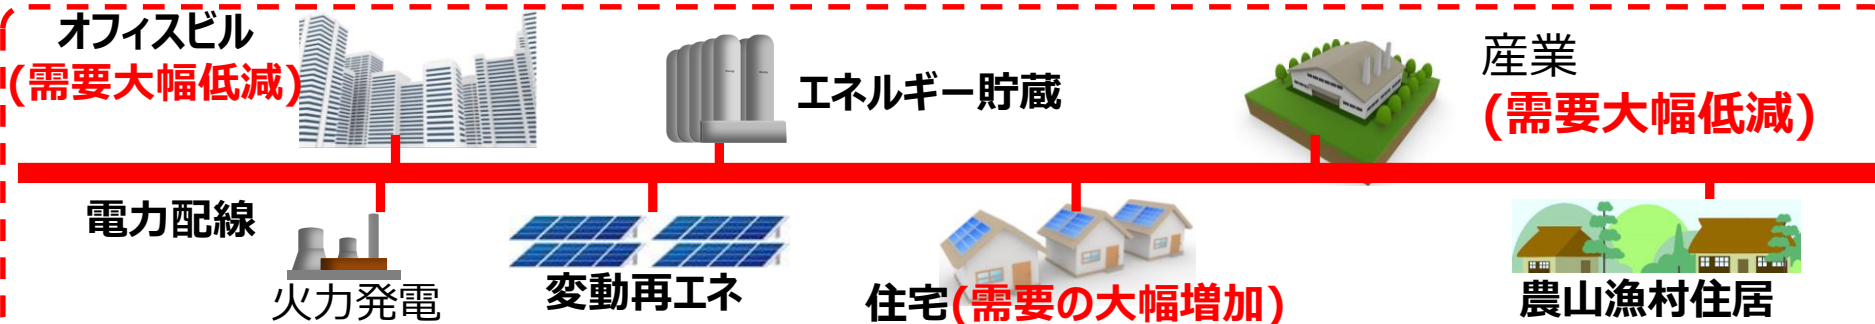 オフィスビル
(需要大幅低減)
エネルギー貯蔵
産業
(需要大幅低減)
電力配線
火力発電
変動再エネ
住宅(需要の大幅増加)
農山漁村住居